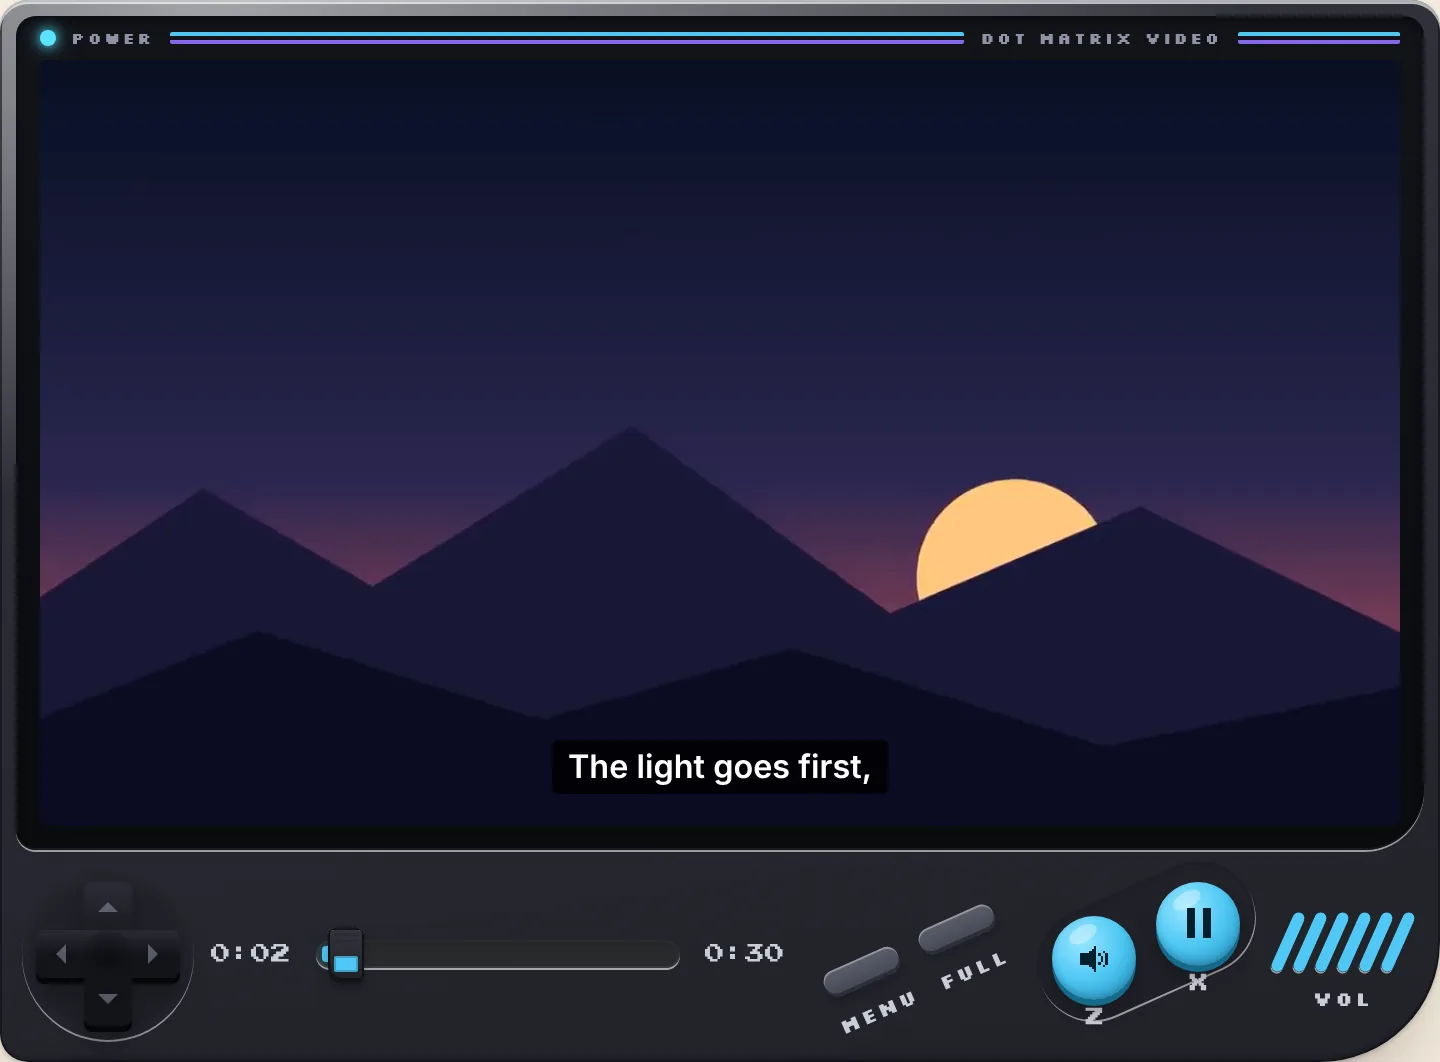 POWER
DOT MATRIX VIDEO
The light goes first,
0:02
0:30
MENU
FULL
Z
X
VOL